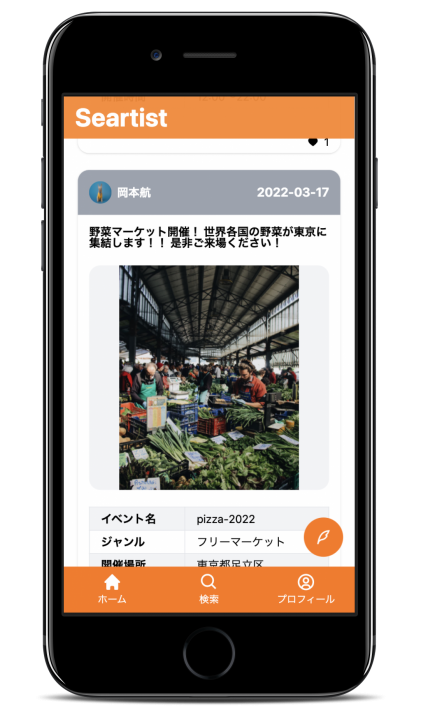 Seartist
1
岡本航
2022-03-17
野菜マーケット開催！ 世界各国の野菜が東京に
集結します！！ 是非ご来場ください！
イベント名 pizza-2022
ジャンル フリーマーケット
開催場所 東京都足立区
ホーム 検索 プロフィール